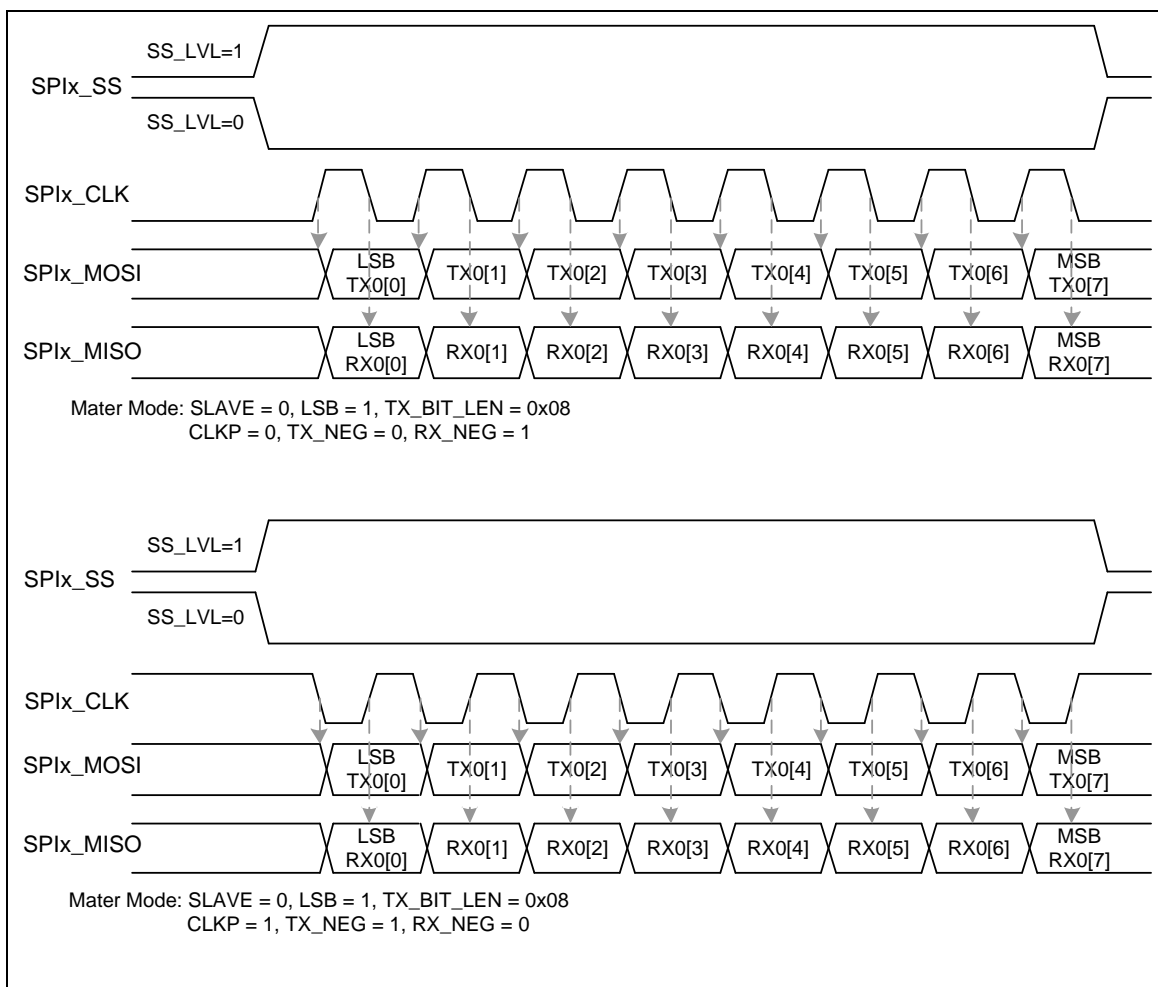 SS_LVL=1
SPIx_SS
SS_LVL=0
SPIx_CLK
SPIx_MOSI LSB TX0[0] TX0[1] TX0[2] TX0[3] TX0[4] TX0[5] TX0[6] MSB TX0[7]
SPIx_MISO LSB RX0[0] RX0[1] RX0[2] RX0[3] RX0[4] RX0[5] RX0[6] MSB RX0[7]
Mater Mode: SLAVE = 0, LSB = 1, TX_BIT_LEN = 0x08
CLKP = 0, TX_NEG = 0, RX_NEG = 1
SS_LVL=1
SPIx_SS
SS_LVL=0
SPIx_CLK
SPIx_MOSI LSB TX0[0] TX0[1] TX0[2] TX0[3] TX0[4] TX0[5] TX0[6] MSB TX0[7]
SPIx_MISO LSB RX0[0] RX0[1] RX0[2] RX0[3] RX0[4] RX0[5] RX0[6] MSB RX0[7]
Mater Mode: SLAVE = 0, LSB = 1, TX_BIT_LEN = 0x08
CLKP = 1, TX_NEG = 1, RX_NEG = 0